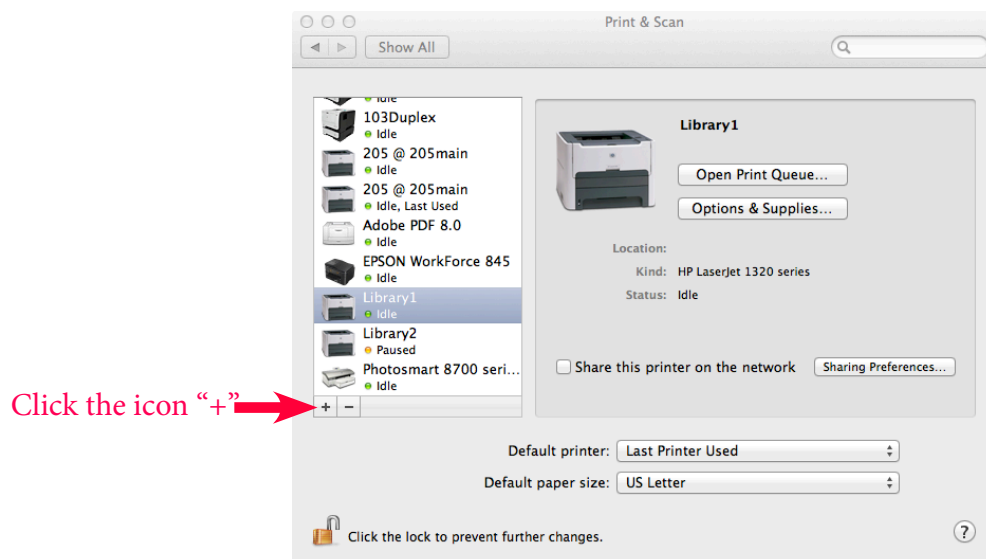 Print & Scan
Show All
Idle
103Duplex
Idle
205 @ 205main
Idle
205 @ 205main
Idle, Last Used
Adobe PDF 8.0
Idle
EPSON WorkForce 845
Idle
Library1
Idle
Library2
Paused
Photosmart 8700 seri...
Idle
+ −
Click the icon “+”
Library1
Open Print Queue...
Options & Supplies...
Location:
Kind: HP LaserJet 1320 series
Status: Idle
Share this printer on the network Sharing Preferences...
Default printer: Last Printer Used
Default paper size: US Letter
Click the lock to prevent further changes.
?